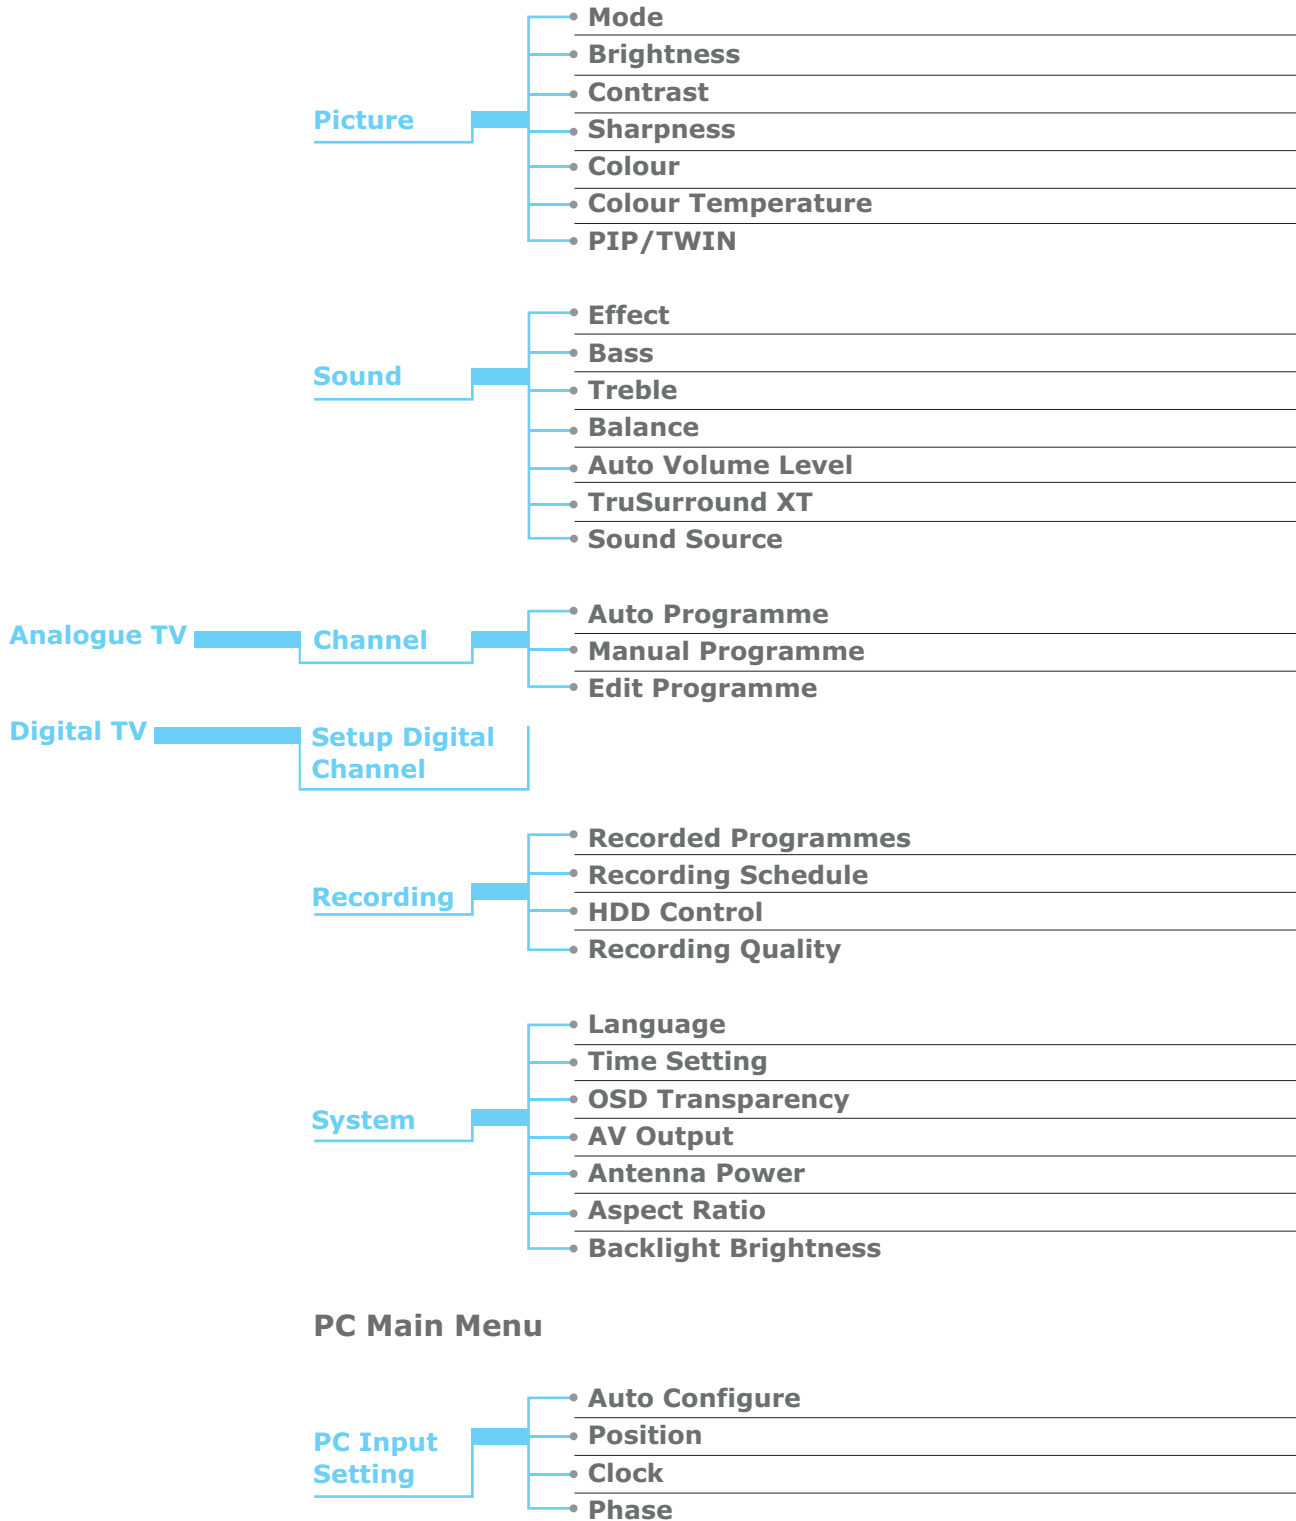 Picture
Mode
Brightness
Contrast
Sharpness
Colour
Colour Temperature
PIP/TWIN
Sound
Effect
Bass
Treble
Balance
Auto Volume Level
TruSurround XT
Sound Source
Analogue TV
Channel
Auto Programme
Manual Programme
Edit Programme
Digital TV
Setup Digital
Channel
Recording
Recorded Programmes
Recording Schedule
HDD Control
Recording Quality
System
Language
Time Setting
OSD Transparency
AV Output
Antenna Power
Aspect Ratio
Backlight Brightness
PC Main Menu
PC Input
Setting
Auto Configure
Position
Clock
Phase